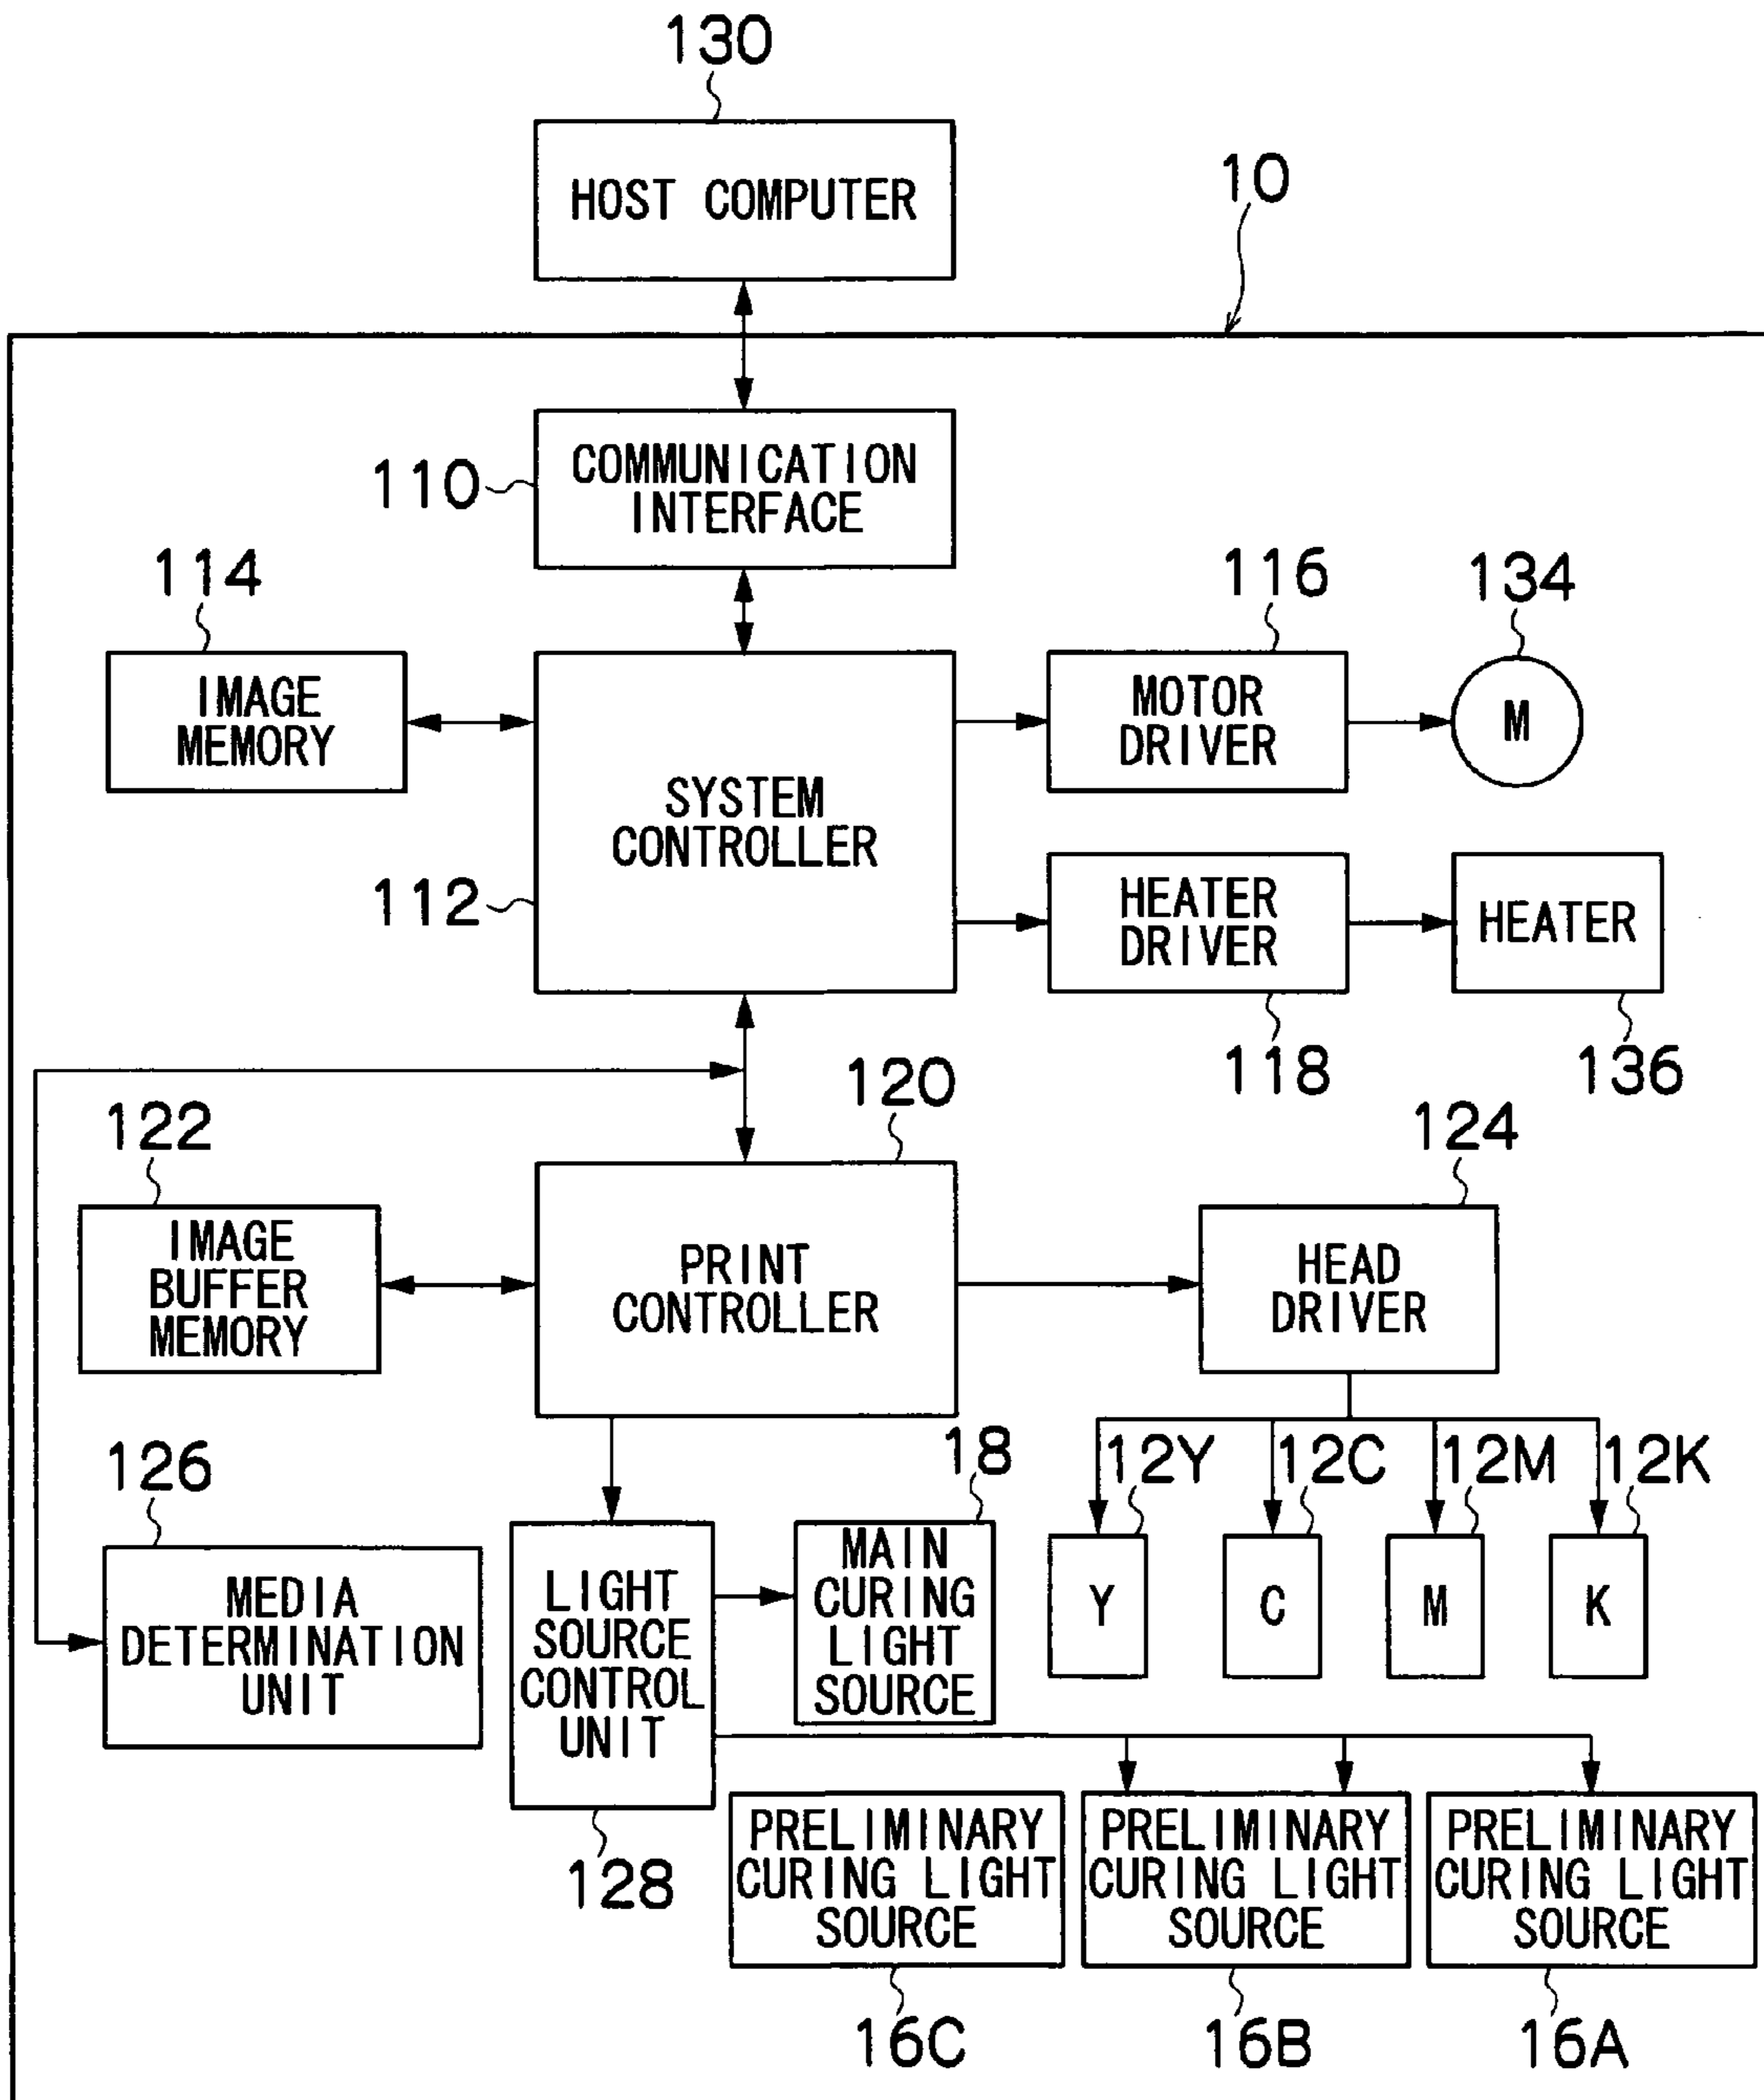 130
HOST COMPUTER
10
110
COMMUNICATION
INTERFACE
114
IMAGE
MEMORY
116
MOTOR
DRIVER
134
M
SYSTEM
CONTROLLER
112
HEATER
DRIVER
118
HEATER
136
120
122
IMAGE
BUFFER
MEMORY
PRINT
CONTROLLER
124
HEAD
DRIVER
126
MEDIA
DETERMINATION
UNIT
LIGHT
SOURCE
CONTROL
UNIT
128
18
MAIN
CURING
LIGHT
SOURCE
12Y
12C
12M
12K
Y
C
M
K
PRELIMINARY
CURING LIGHT
SOURCE
16C
PRELIMINARY
CURING LIGHT
SOURCE
16B
PRELIMINARY
CURING LIGHT
SOURCE
16A